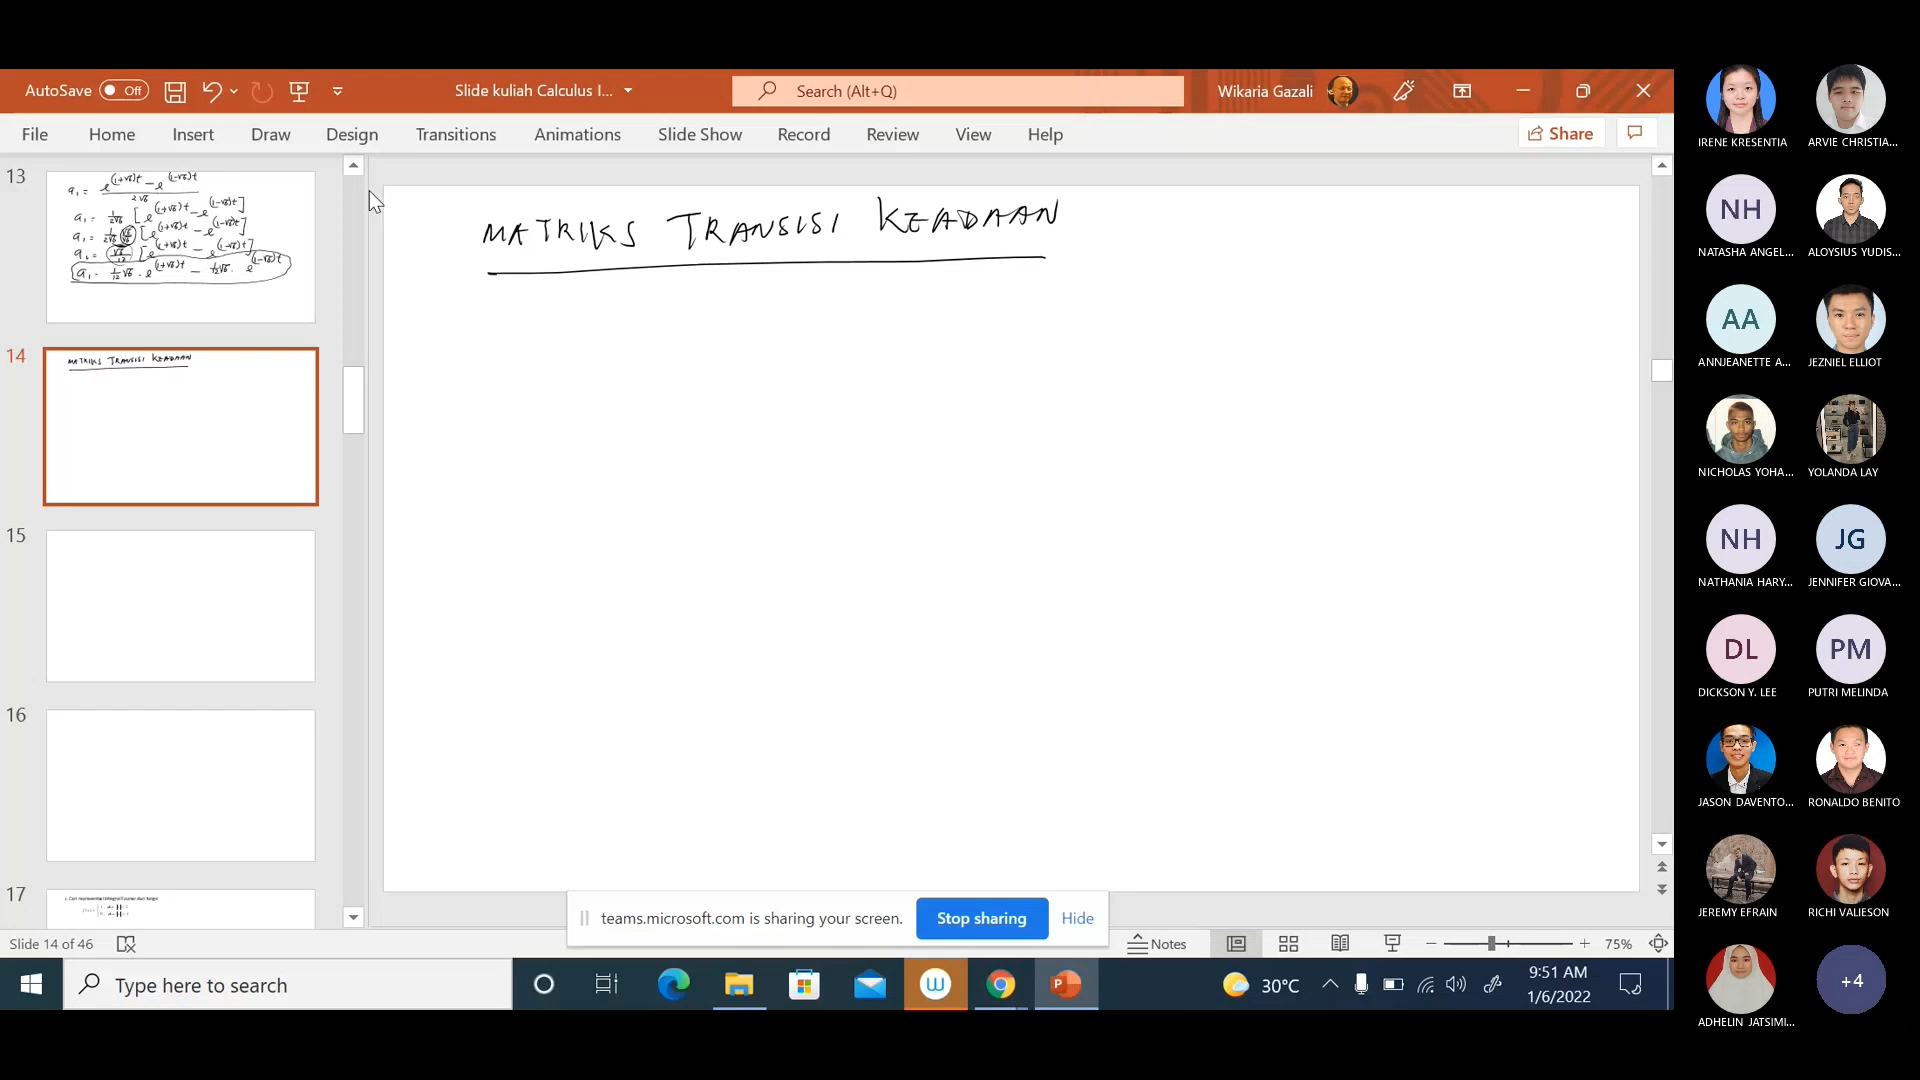 AutoSave Off
Slide kuliah Calculus I...
Search (Alt+Q)
Wikaria Gazali
File Home Insert Draw Design Transitions Animations Slide Show Record Review View Help
Share
13
14
MATRIKS TRANSISI KEADAAN
15
16
17
MATRIKS TRANSISI KEADAAN
teams.microsoft.com is sharing your screen.
Stop sharing
Hide
Slide 14 of 46
Notes
75%
Type here to search
30°C
9:51 AM
1/6/2022
IRENE KRESENTIA
ARVIE CHRISTIA...
NH
NATASHA ANGEL...
ALOYSIUS YUDIS...
AA
ANNJEANETTE A...
JEZNIEL ELLIOT
NICHOLAS YOHA...
YOLANDA LAY
NH
NATHANIA HARY...
JG
JENNIFER GIOVA...
DL
DICKSON Y. LEE
PM
PUTRI MELINDA
JASON DAVENTO...
RONALDO BENITO
JEREMY EFRAIN
RICHI VALIESON
ADHELIN JATSIMI...
+4